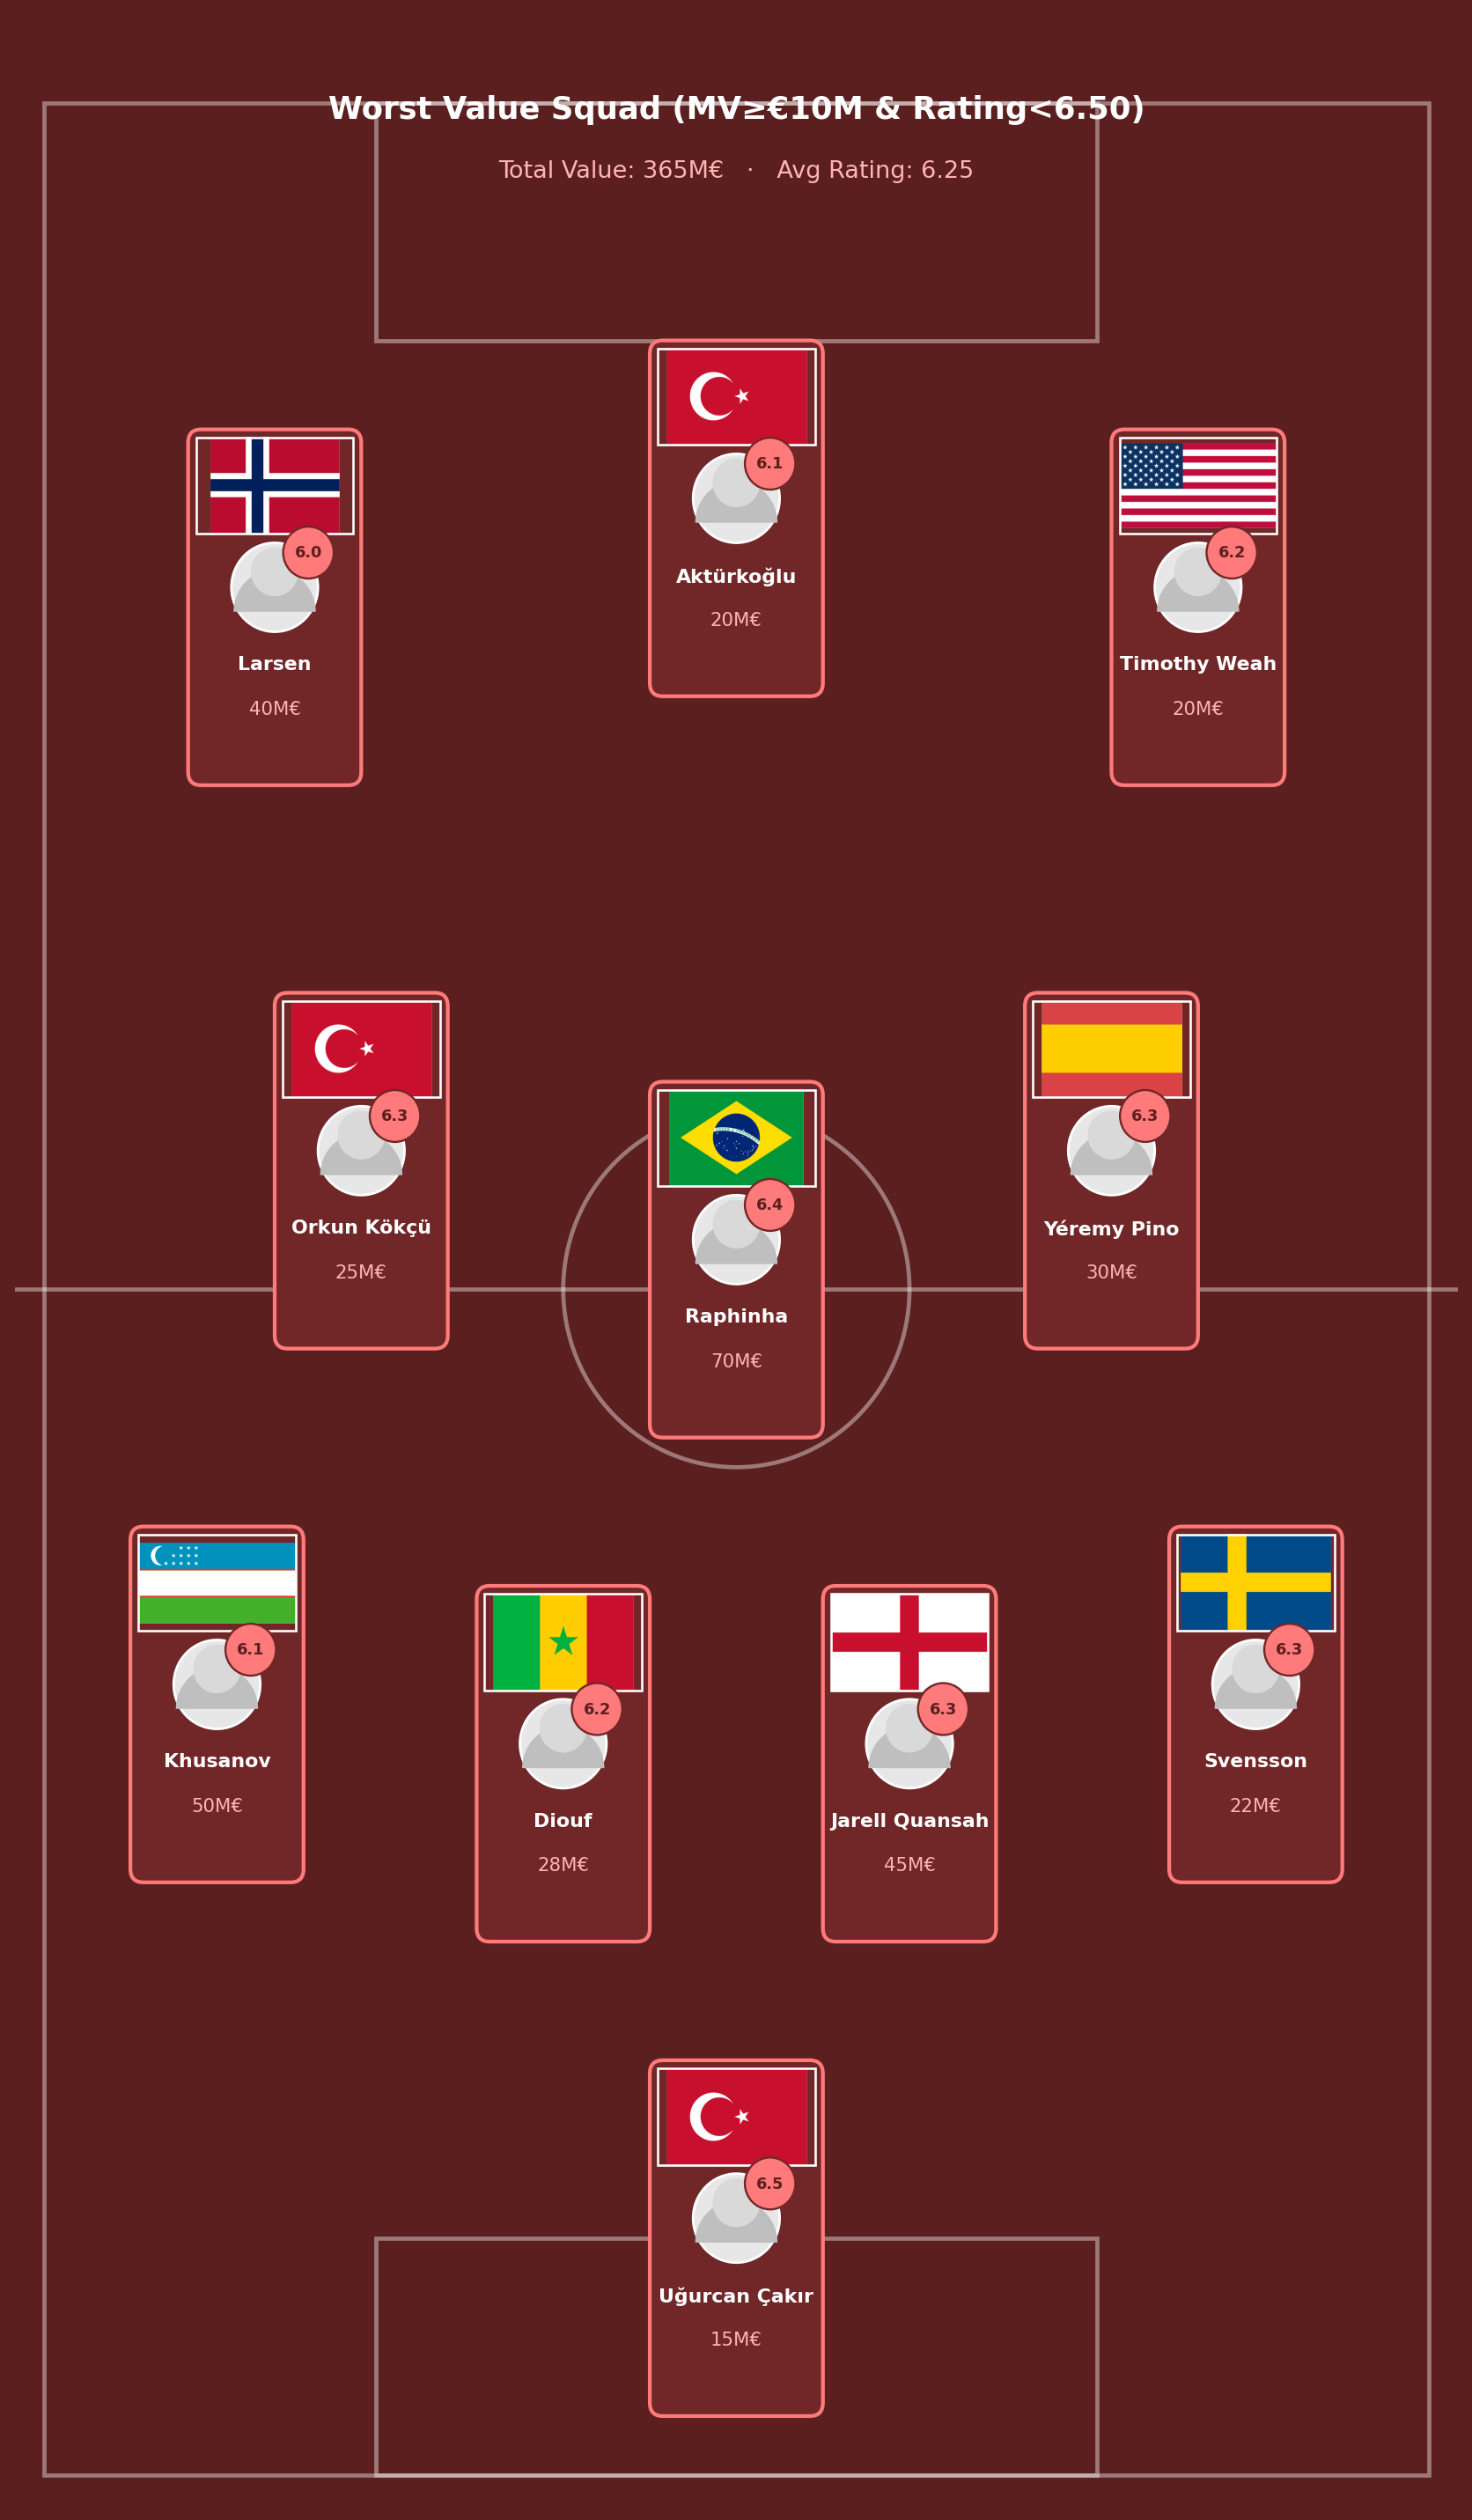 Worst Value Squad (MV≥€10M & Rating<6.50)
Total Value: 365M€ · Avg Rating: 6.25
6.1
Aktürkoğlu
20M€
6.0
Larsen
40M€
6.2
Timothy Weah
20M€
6.3
Orkun Kökçü
25M€
6.4
Raphinha
70M€
6.3
Yéremy Pino
30M€
6.1
Khusanov
50M€
6.2
Diouf
28M€
6.3
Jarell Quansah
45M€
6.3
Svensson
22M€
6.5
Uğurcan Çakır
15M€